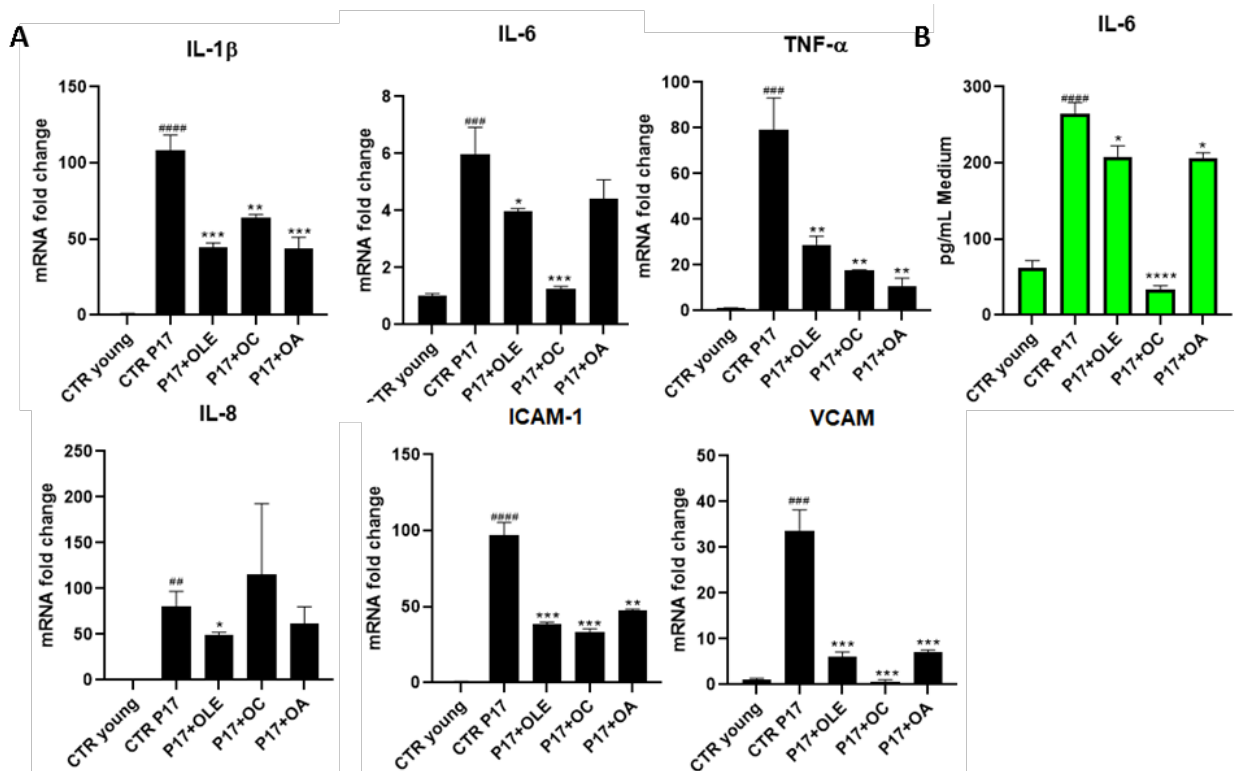 A
IL-1β
mRNA fold change
150
100
50
0
####
***
**
***
CTR young
CTR P17
P17+OLE
P17+OC
P17+OA
IL-6
mRNA fold change
8
6
4
2
0
###
*
***
CTR young
CTR P17
P17+OLE
P17+OC
P17+OA
TNF-α
mRNA fold change
100
80
60
40
20
0
###
**
**
**
CTR young
CTR P17
P17+OLE
P17+OC
P17+OA
B
IL-6
pg/mL Medium
300
200
100
0
####
*
****
*
CTR young
CTR P17
P17+OLE
P17+OC
P17+OA
IL-8
mRNA fold change
250
200
150
100
50
0
##
*
CTR young
CTR P17
P17+OLE
P17+OC
P17+OA
ICAM-1
mRNA fold change
150
100
50
0
####
***
***
**
CTR young
CTR P17
P17+OLE
P17+OC
P17+OA
VCAM
mRNA fold change
50
40
30
20
10
0
###
***
***
***
CTR young
CTR P17
P17+OLE
P17+OC
P17+OA